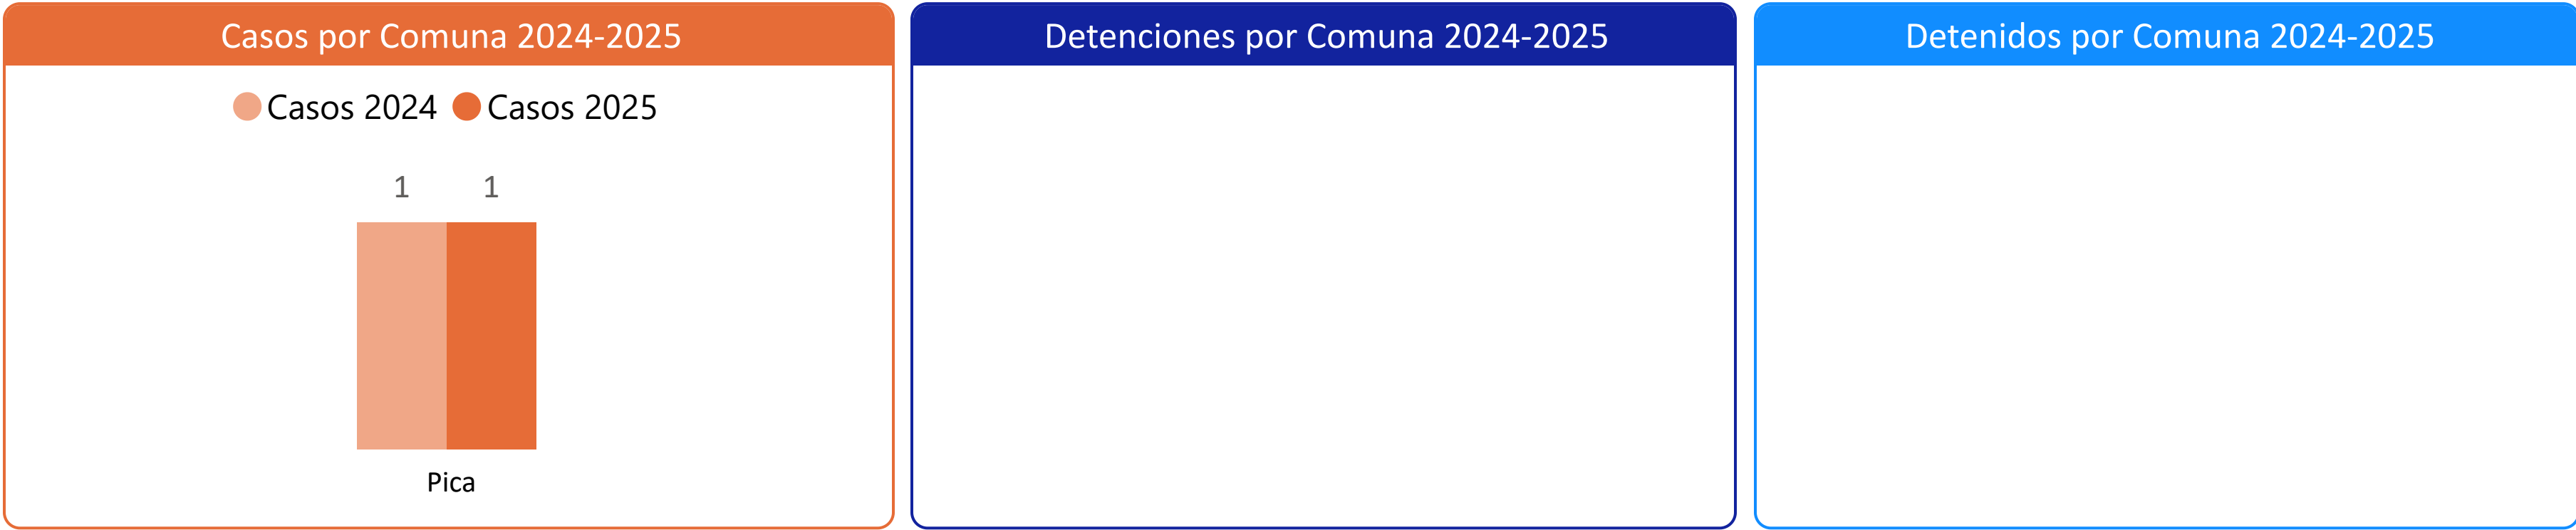 Casos por Comuna 2024-2025
Casos 2024 Casos 2025
1 1
Pica
Detenciones por Comuna 2024-2025
Detenidos por Comuna 2024-2025